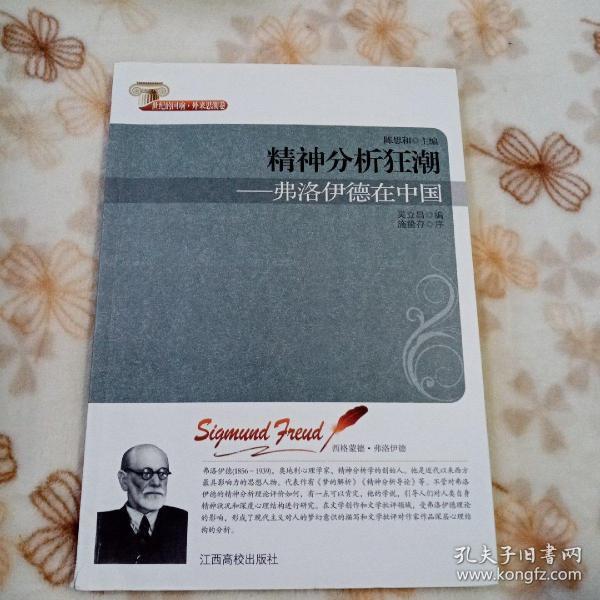 世纪的回响·外来思潮卷
陈思和◇主编
精神分析狂潮
——弗洛伊德在中国
吴立昌◇编
施蛰存◇序
Sigmund Freud
西格蒙德·弗洛伊德
弗洛伊德(1856-1939)，奥地利心理学家，精神分析学的创始人。他是近代以来西方
最具影响力的思想人物，代表作有《梦的解析》《精神分析导论》等。不管对弗洛
伊德的精神分析理论评价如何，有一点可以肯定，他的学说，引导人们对人类自身
精神状况和深度心理结构进行研究。在文学创作和文学批评领域，受弗洛伊德理论
的影响，形成了现代主义对人的梦幻意识的描写和文学批评对作家作品深层心理结
构的分析。
江西高校出版社
孔夫子旧书网
www.kongfz.com